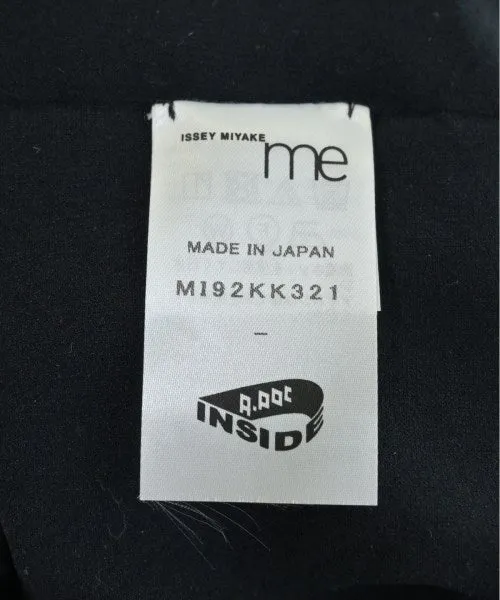 ISSEY MIYAKE
me
MADE IN JAPAN
MI92KK321
–
A.POC
INSIDE